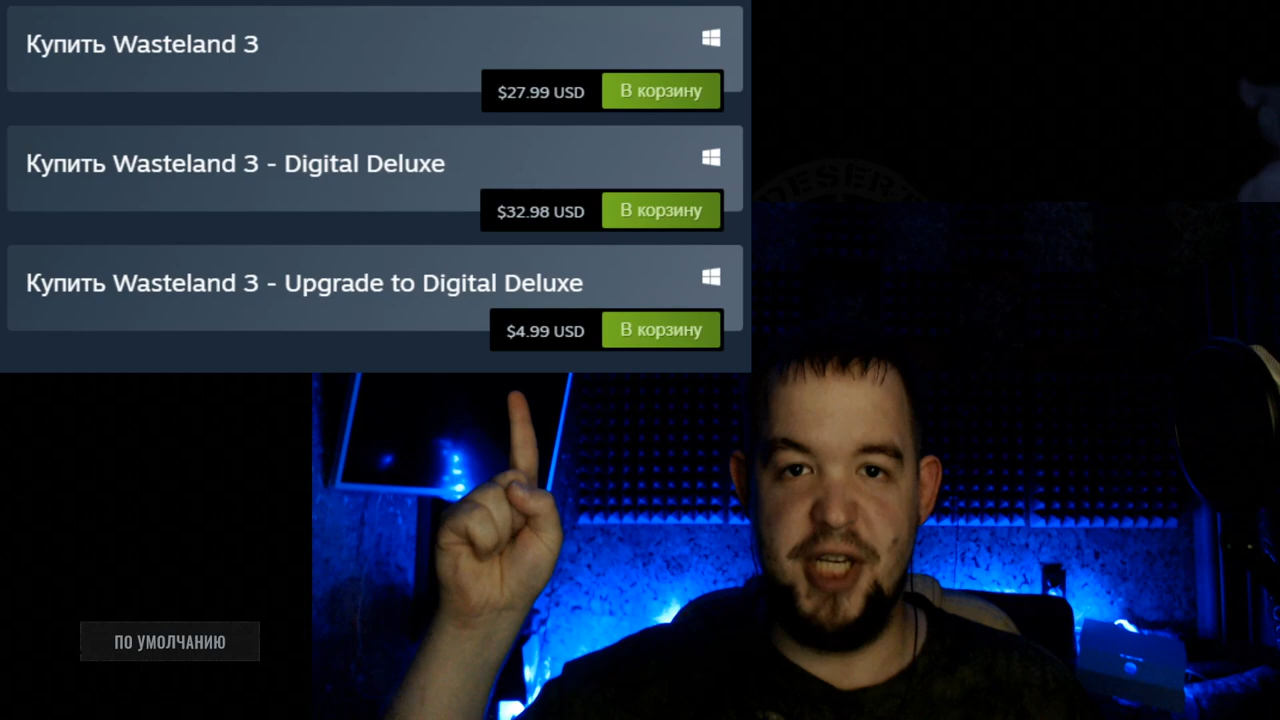 Купить Wasteland 3
$27.99 USD
В корзину
Купить Wasteland 3 - Digital Deluxe
$32.98 USD
В корзину
Купить Wasteland 3 - Upgrade to Digital Deluxe
$4.99 USD
В корзину
DESERT
ПО УМОЛЧАНИЮ